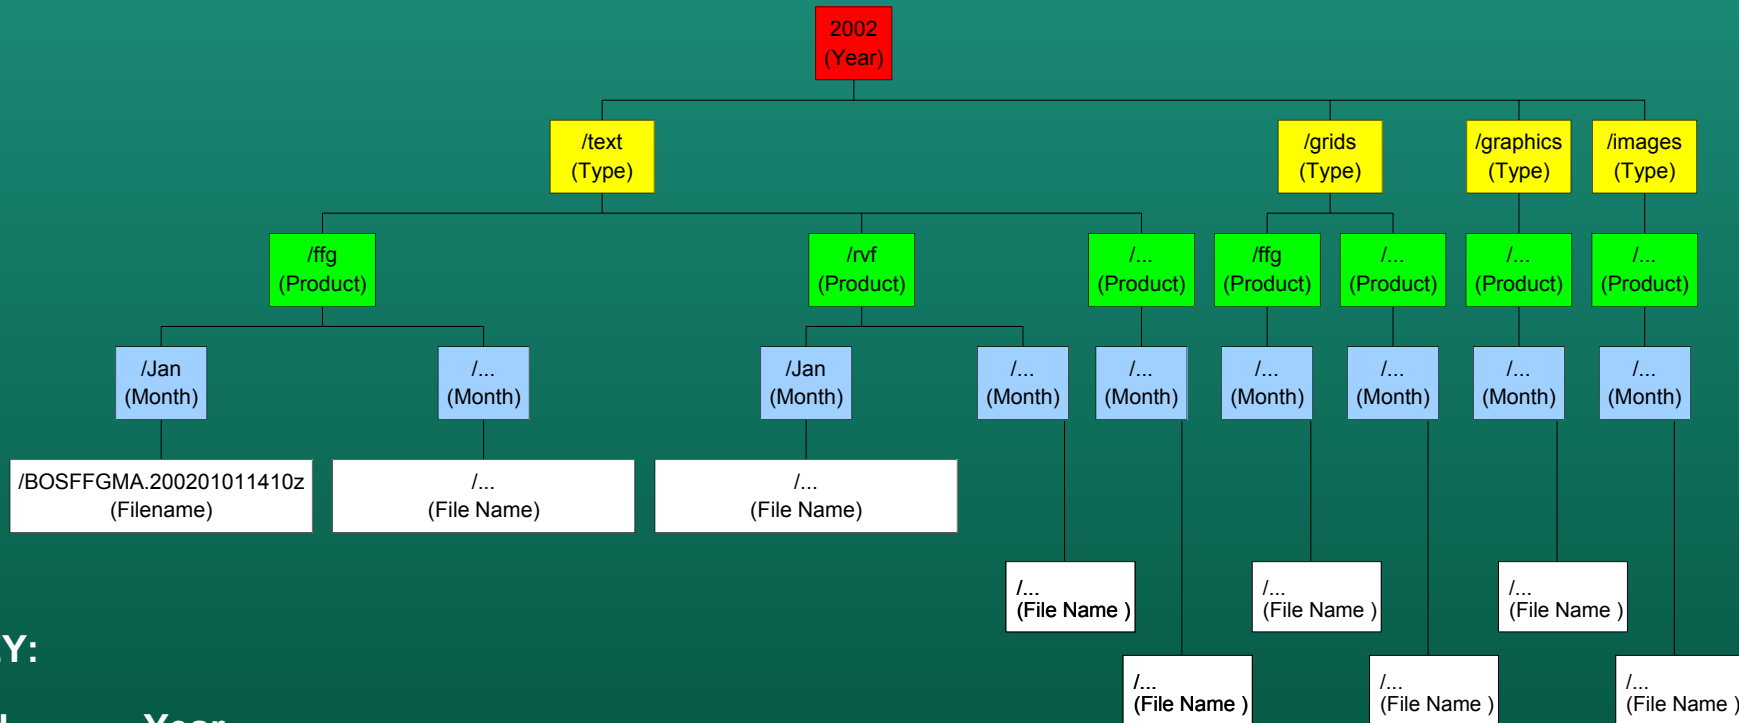 2002
(Year)
/text
(Type)
/grids
(Type)
/graphics
(Type)
/images
(Type)
/ffg
(Product)
/rvf
(Product)
/...
(Product)
/ffg
(Product)
/...
(Product)
/...
(Product)
/...
(Product)
/Jan
(Month)
/...
(Month)
/Jan
(Month)
/...
(Month)
/...
(Month)
/...
(Month)
/...
(Month)
/...
(Month)
/...
(Month)
/BOSFFGMA.200201011410z
(Filename)
/...
(File Name)
/...
(File Name)
/...
(File Name )
/...
(File Name )
/...
(File Name )
/...
(File Name )
/...
(File Name )
/...
(File Name )
Y:
Year